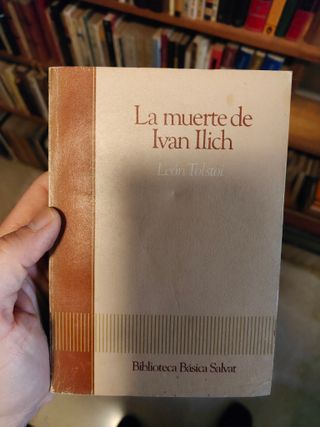 La muerte de
Ivan Ilich
León Tolstoi
Biblioteca Básica Salvat